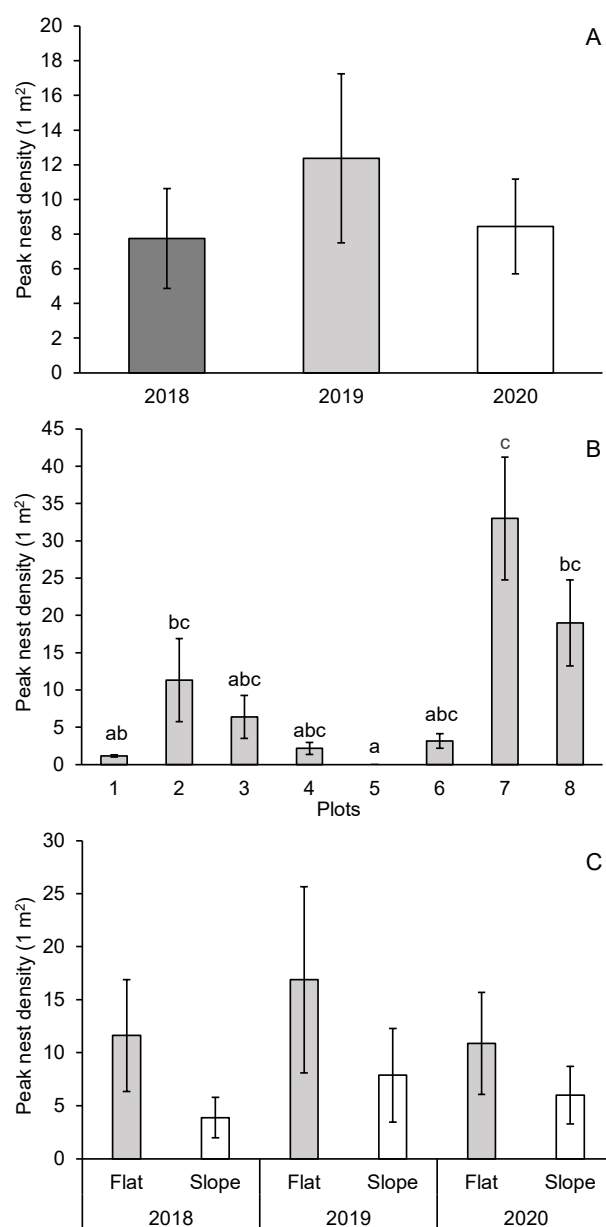 A
Peak nest density (1 m²)
20
18
16
14
12
10
8
6
4
2
0
2018 2019 2020
B
Peak nest density (1 m²)
45
40
35
30
25
20
15
10
5
0
ab bc abc abc a abc c bc
1 2 3 4 5 6 7 8
Plots
C
Peak nest density (1 m²)
30
25
20
15
10
5
0
Flat Slope Flat Slope Flat Slope
2018 2019 2020